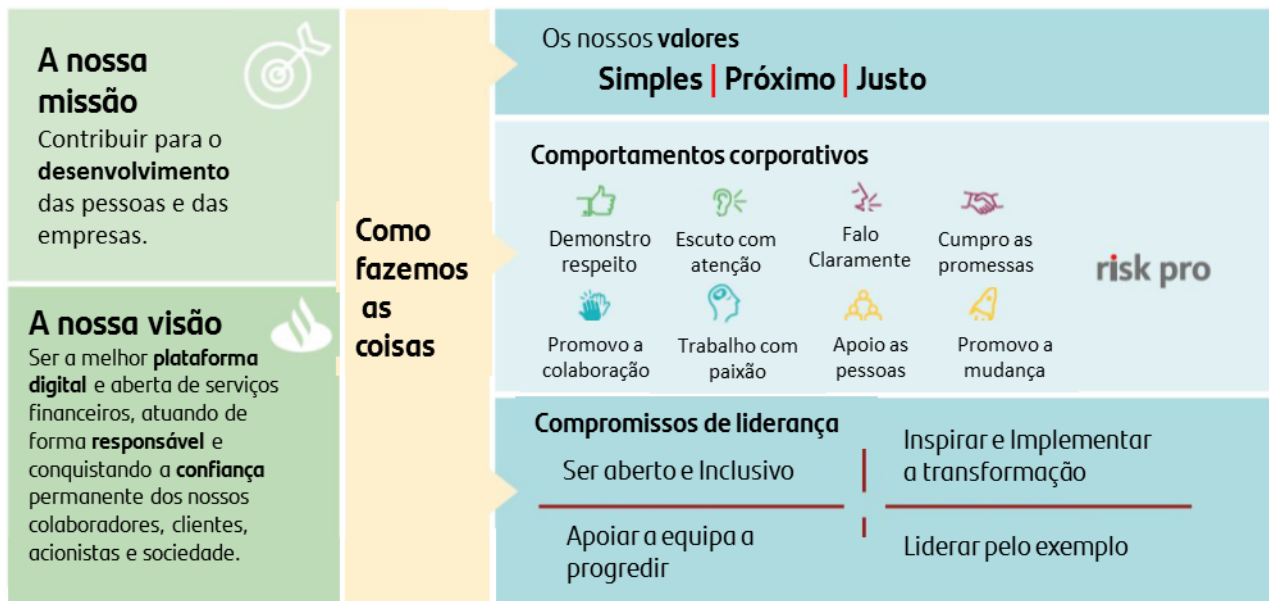 A nossa
missão
Contribuir para o
desenvolvimento
das pessoas e das
empresas.
A nossa visão
Ser a melhor plataforma
digital e aberta de serviços
financeiros, atuando de
forma responsável e
conquistando a confiança
permanente dos nossos
colaboradores, clientes,
acionistas e sociedade.
Como
fazemos
as
coisas
Os nossos valores
Simples | Próximo | Justo
Comportamentos corporativos
Demonstro
respeito
Escuto com
atenção
Falo
Claramente
Cumpro as
promessas
Promovo a
colaboração
Trabalho com
paixão
Apoio as
pessoas
Promovo a
mudança
risk pro
Compromissos de liderança
Ser aberto e Inclusivo
Inspirar e Implementar
a transformação
Apoiar a equipa a
progredir
Liderar pelo exemplo